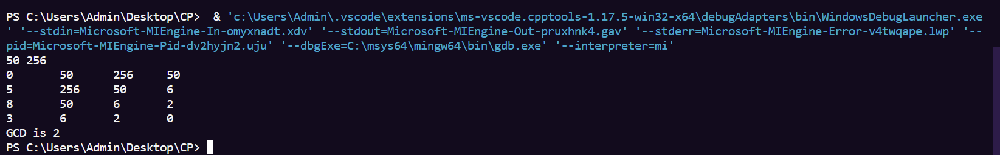 PS C:\Users\Admin\Desktop\CP>  & 'c:\Users\Admin\.vscode\extensions\ms-vscode.cpptools-1.17.5-win32-x64\debugAdapters\bin\WindowsDebugLauncher.exe
' '--stdin=Microsoft-MIEngine-In-omyxnadt.xdv' '--stdout=Microsoft-MIEngine-Out-pruxhnk4.gav' '--stderr=Microsoft-MIEngine-Error-v4twqape.lwp' '--
pid=Microsoft-MIEngine-Pid-dv2hyjn2.uju' '--dbgExe=C:\msys64\mingw64\bin\gdb.exe' '--interpreter=mi'
50 256
0       50      256     50
5       256     50      6
8       50      6       2
3       6       2       0
GCD is 2
PS C:\Users\Admin\Desktop\CP>